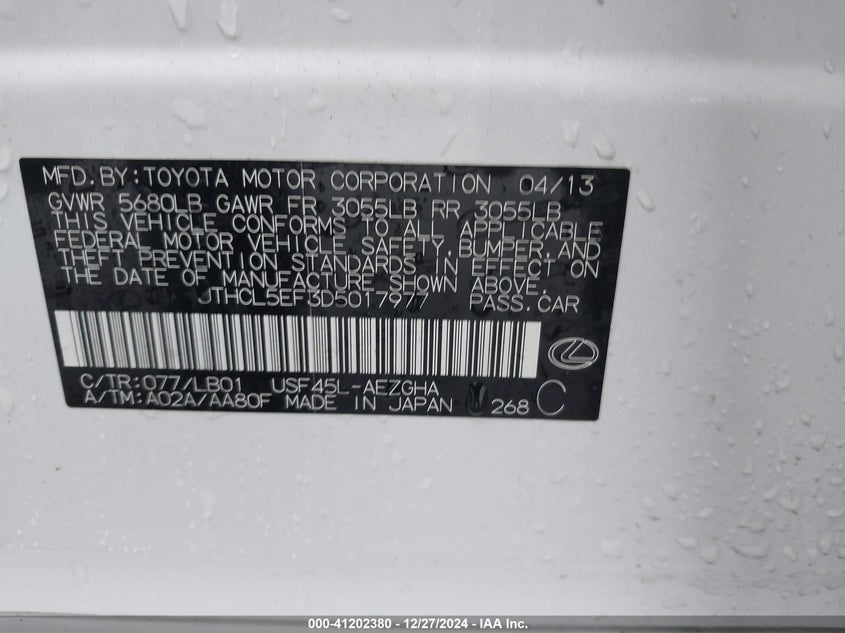 MFD. BY: TOYOTA MOTOR CORPORATION 04/13
GVWR 5680LB GAWR FR 3055LB RR 3055LB
THIS VEHICLE CONFORMS TO ALL APPLICABLE
FEDERAL MOTOR VEHICLE SAFETY, BUMPER, AND
THEFT PREVENTION STANDARDS IN EFFECT ON
THE DATE OF MANUFACTURE SHOWN ABOVE.
JTHCL5EF3D5017977 PASS. CAR
C/TR: 077/LB01 USF45L-AEZGHA
A/TM: A02A/AA80F MADE IN JAPAN 268 C
000-41202380 - 12/27/2024 - IAA Inc.